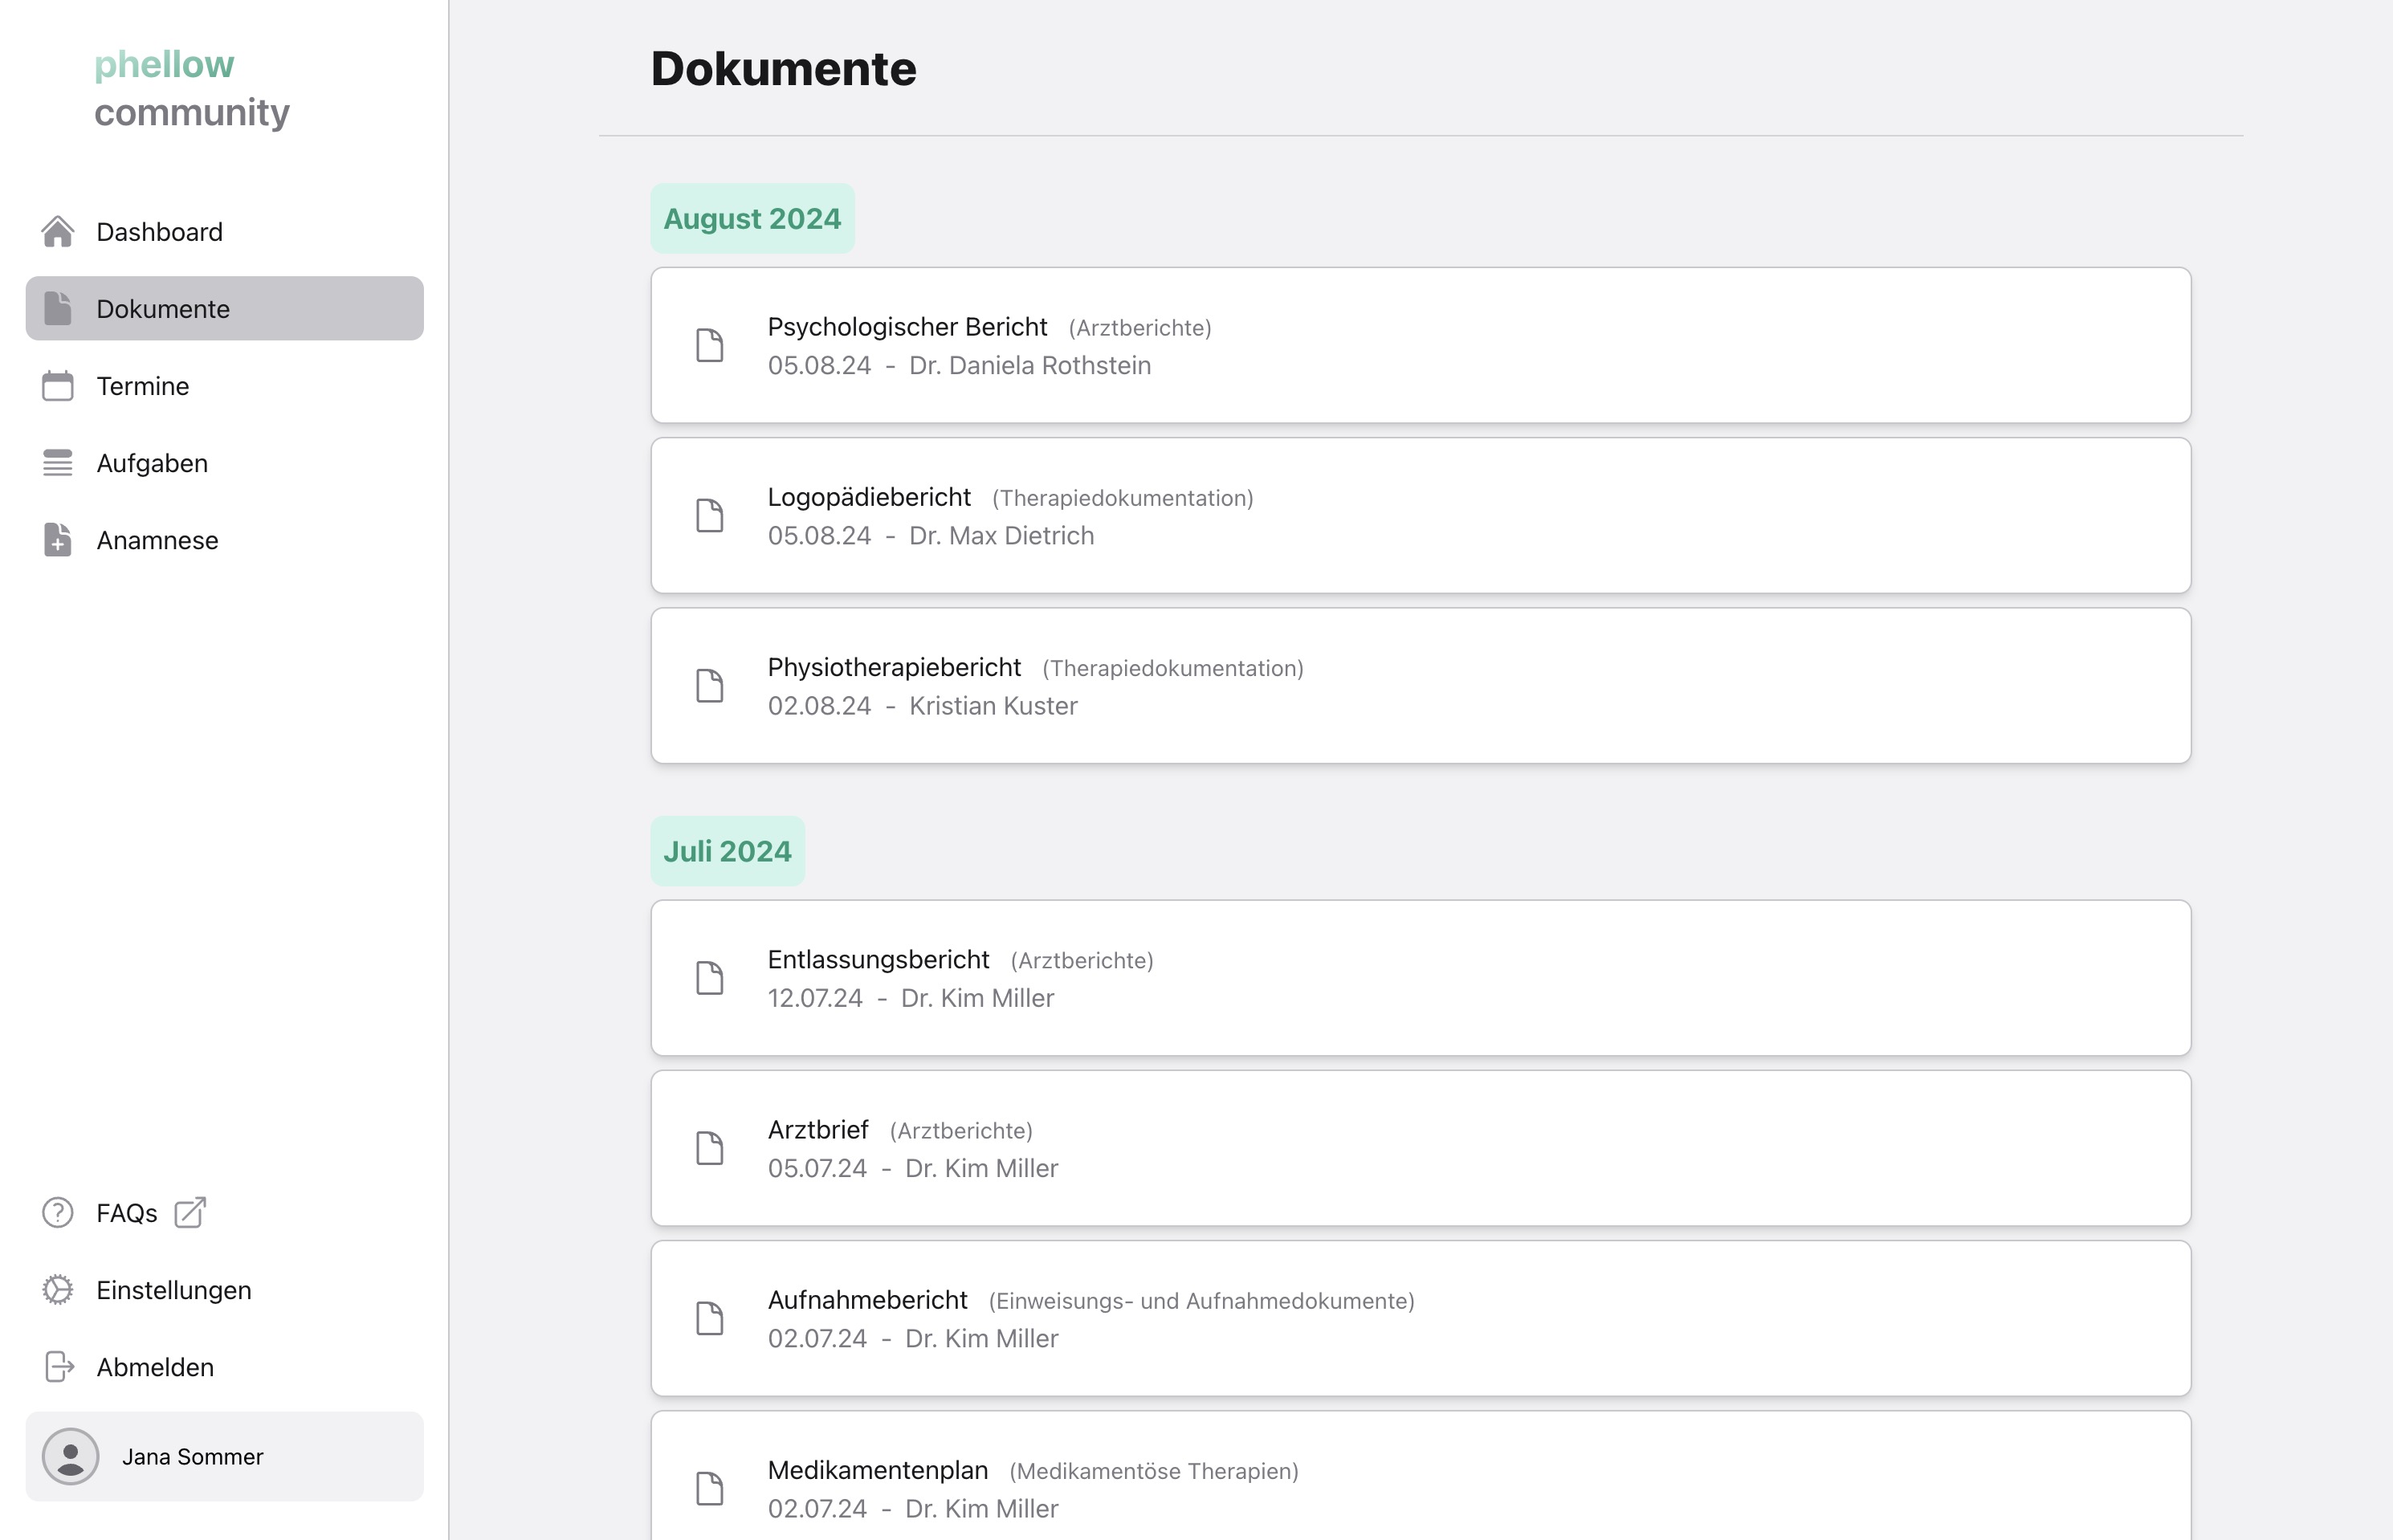 phellow
community
Dashboard
Dokumente
Termine
Aufgaben
Anamnese
FAQs
Einstellungen
Abmelden
Jana Sommer
Dokumente
August 2024
Psychologischer Bericht (Arztberichte)
05.08.24 - Dr. Daniela Rothstein
Logopädiebericht (Therapiedokumentation)
05.08.24 - Dr. Max Dietrich
Physiotherapiebericht (Therapiedokumentation)
02.08.24 - Kristian Kuster
Juli 2024
Entlassungsbericht (Arztberichte)
12.07.24 - Dr. Kim Miller
Arztbrief (Arztberichte)
05.07.24 - Dr. Kim Miller
Aufnahmebericht (Einweisungs- und Aufnahmedokumente)
02.07.24 - Dr. Kim Miller
Medikamentenplan (Medikamentöse Therapien)
02.07.24 - Dr. Kim Miller